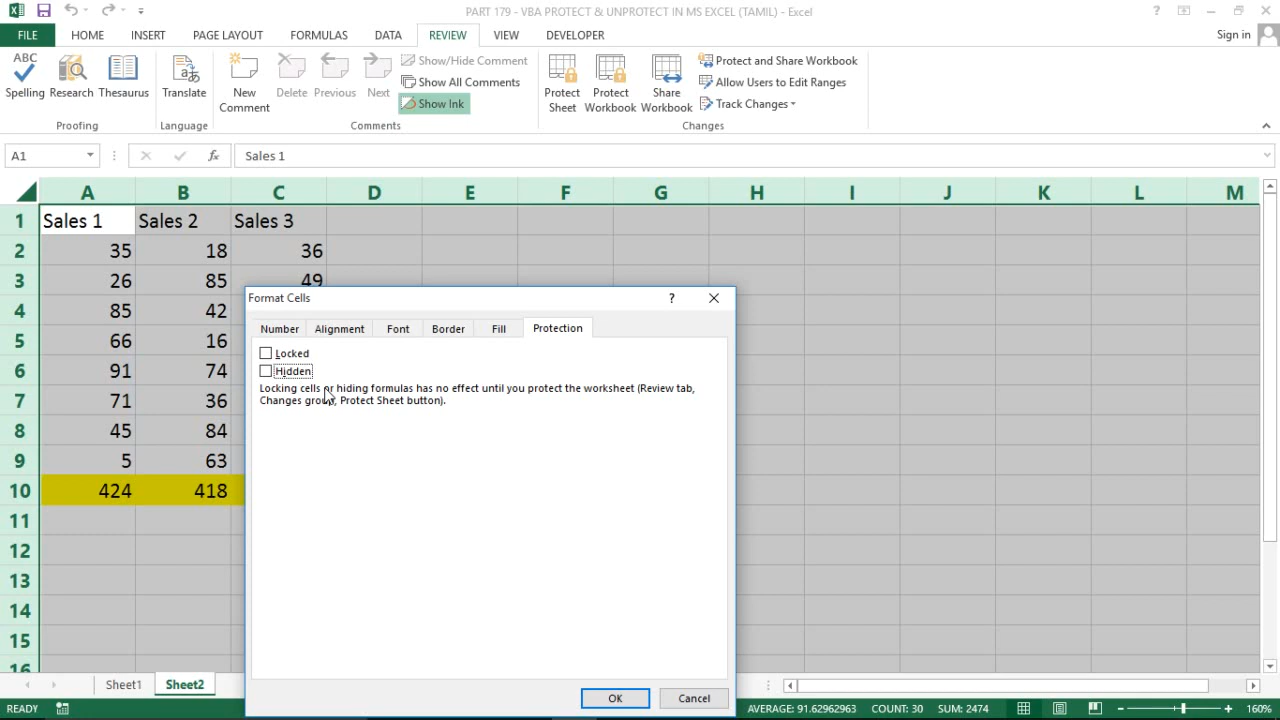 PART 179 - VBA PROTECT & UNPROTECT IN MS EXCEL (TAMIL) - Excel
?
FILE HOME INSERT PAGE LAYOUT FORMULAS DATA REVIEW VIEW DEVELOPER Sign in
ABC
Spelling Research Thesaurus
Proofing
Translate
Language
New Comment
Delete Previous Next
Show/Hide Comment
Show All Comments
Show Ink
Comments
Protect Sheet
Protect Workbook
Share Workbook
Protect and Share Workbook
Allow Users to Edit Ranges
Track Changes
Changes
A1 fx Sales 1
A B C D E F G H I J K L M
1 Sales 1 Sales 2 Sales 3
2 35 18 36
3 26 85 49
4 85 42
5 66 16
6 91 74
7 71 36
8 45 84
9 5 63
10 424 418
11
12
13
14
15
16
Format Cells ?
Number Alignment Font Border Fill Protection
Locked
Hidden
Locking cells or hiding formulas has no effect until you protect the worksheet (Review tab,
Changes group, Protect Sheet button).
OK Cancel
Sheet1 Sheet2
READY AVERAGE: 91.62962963 COUNT: 30 SUM: 2474 160%